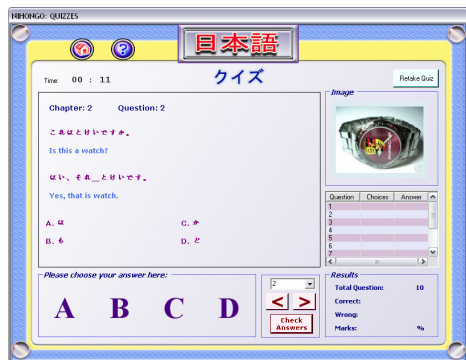 NIHONGO: QUIZZES
日本語
Time: 00 : 11
クイズ
Retake Quiz
Chapter: 2 Question: 2
これはとけいですか。
Is this a watch?
はい、それ__とけいです。
Yes, that is watch.
A. は C. か
B. も D. と
Image
Question Choices Answer
1
2
3
4
5
6
7
Please choose your answer here:
A B C D
2
< >
Check
Answers
Results
Total Question: 10
Correct:
Wrong:
Marks: %